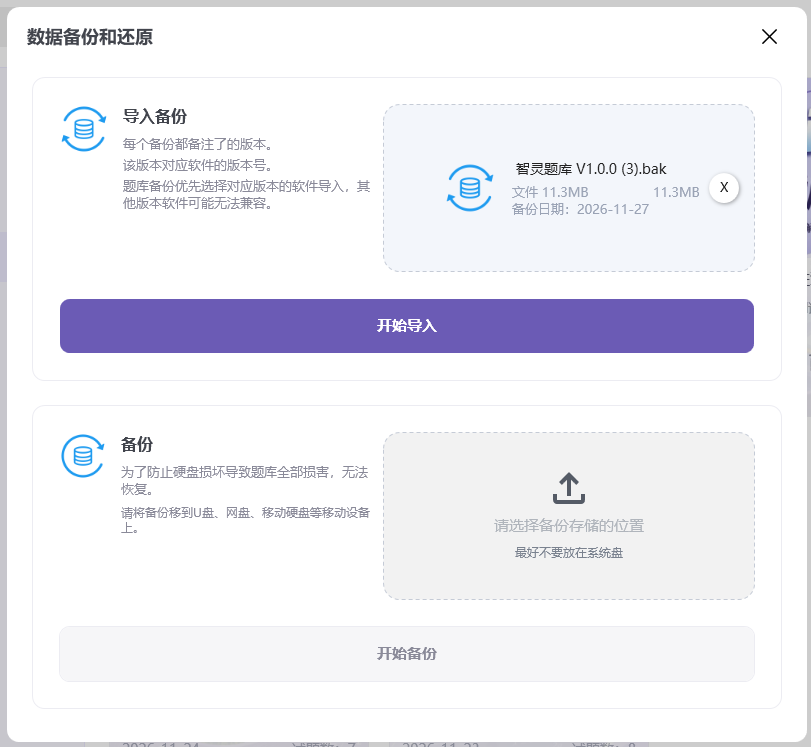 数据备份和还原
导入备份
每个备份都备注了的版本。
该版本对应软件的版本号。
题库备份优先选择对应版本的软件导入，其
他版本软件可能无法兼容。
智灵题库 V1.0.0 (3).bak
文件 11.3MB 11.3MB
备份日期：2026-11-27
X
开始导入
备份
为了防止硬盘损坏导致题库全部损害，无法
恢复。
请将备份移到U盘、网盘、移动硬盘等移动设备
上。
请选择备份存储的位置
最好不要放在系统盘
开始备份